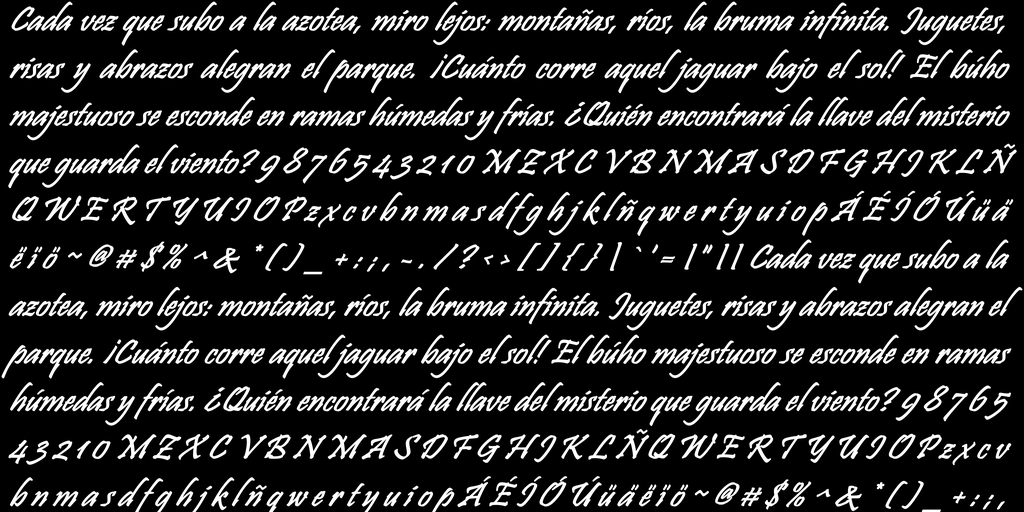 Cada vez que subo a la azotea, miro lejos: montañas, ríos, la bruma infinita. Juguetes,
risas y abrazos alegran el parque. ¡Cuánto corre aquel jaguar bajo el sol! El búho
majestuoso se esconde en ramas húmedas y frías. ¿Quién encontrará la llave del misterio
que guarda el viento? 9 8 7 6 5 4 3 2 1 0 M Z X C V B N M A S D F G H J K L Ñ
Q W E R T Y U I O P z x c v b n m a s d f g h j k l ñ q w e r t y u i o p Á É Í Ó Ú ü ä
ë ï ö ~ @ # $ % ^ & * ( ) _ + : ; , - . / ? < > [ ] { } | ` ' = | " | | Cada vez que subo a la
azotea, miro lejos: montañas, ríos, la bruma infinita. Juguetes, risas y abrazos alegran el
parque. ¡Cuánto corre aquel jaguar bajo el sol! El búho majestuoso se esconde en ramas
húmedas y frías. ¿Quién encontrará la llave del misterio que guarda el viento? 9 8 7 6 5
4 3 2 1 0 M Z X C V B N M A S D F G H J K L Ñ Q W E R T Y U I O P z x c v
b n m a s d f g h j k l ñ q w e r t y u i o p Á É Í Ó Ú ü ä ë ï ö ~ @ # $ % ^ & * ( ) _ + : ; ,